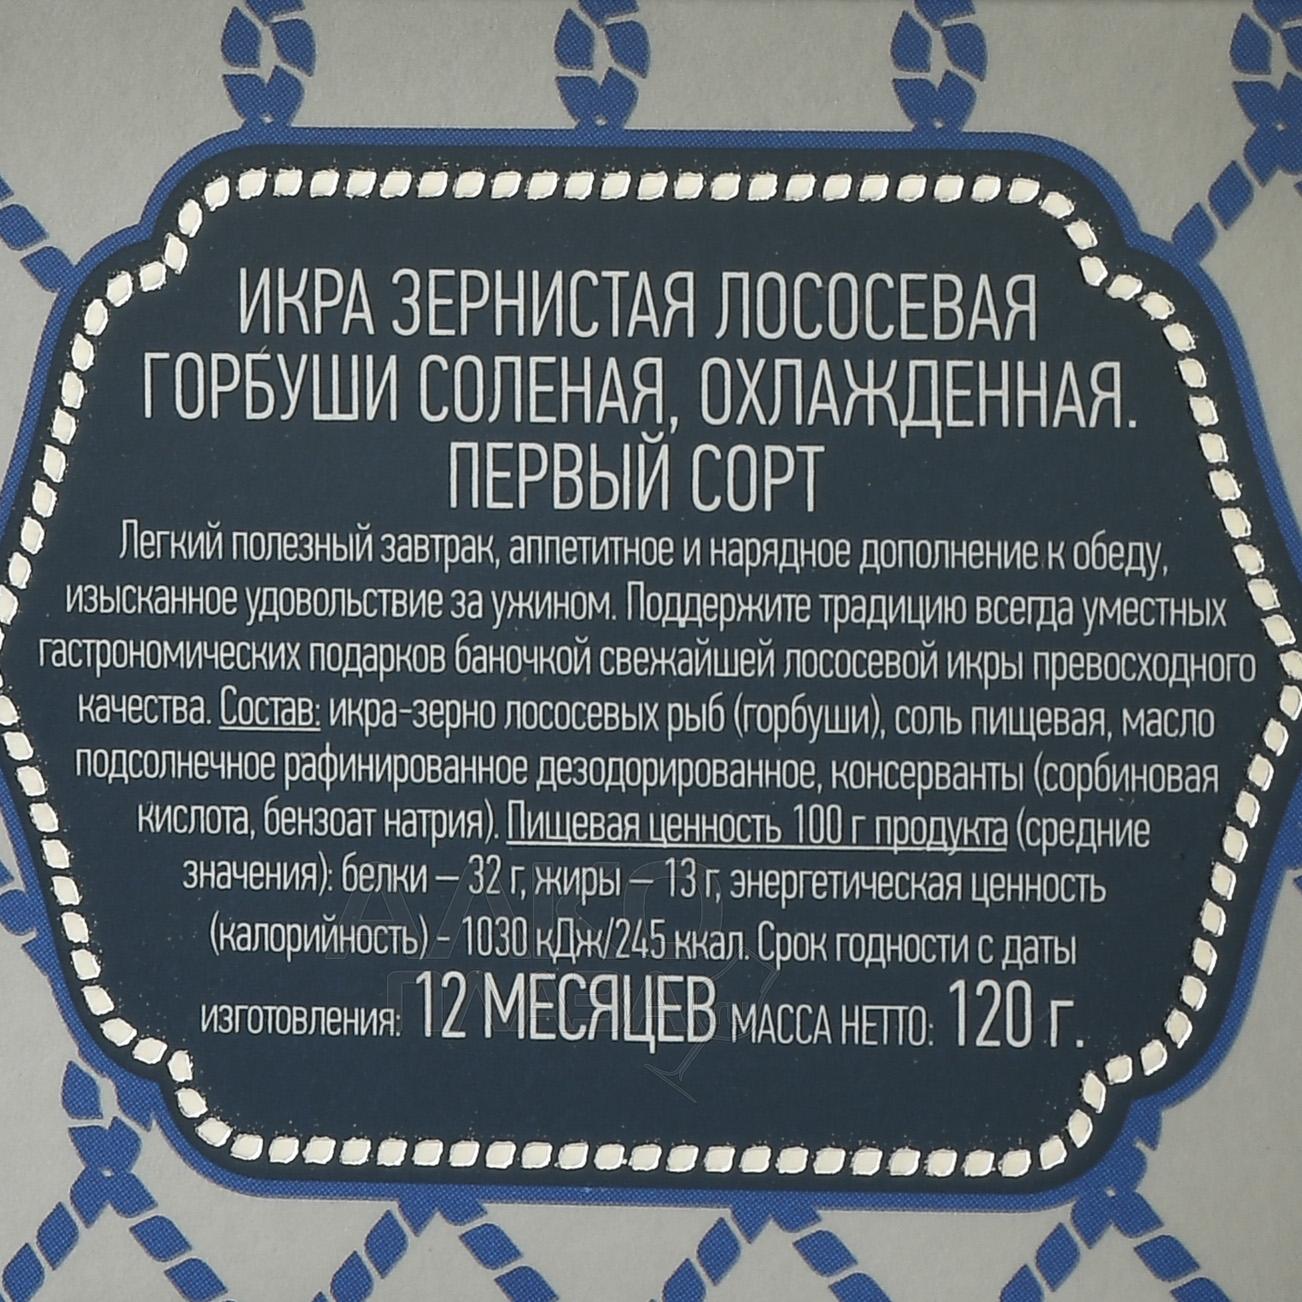 ИКРА ЗЕРНИСТАЯ ЛОСОСЕВАЯ
ГОРБУШИ СОЛЕНАЯ, ОХЛАЖДЕННАЯ.
ПЕРВЫЙ СОРТ
Легкий полезный завтрак, аппетитное и нарядное дополнение к обеду,
изысканное удовольствие за ужином. Поддержите традицию всегда уместных
гастрономических подарков баночкой свежайшей лососевой икры превосходного
качества. Состав: икра-зерно лососевых рыб (горбуши), соль пищевая, масло
подсолнечное рафинированное дезодорированное, консерванты (сорбиновая
кислота, бензоат натрия). Пищевая ценность 100 г продукта (средние
значения): белки – 32 г, жиры – 13 г, энергетическая ценность
(калорийность) - 1030 кДж/245 ккал. Срок годности с даты
изготовления: 12 МЕСЯЦЕВ МАССА НЕТТО: 120 г.
АЛКО
ПЛАЗА